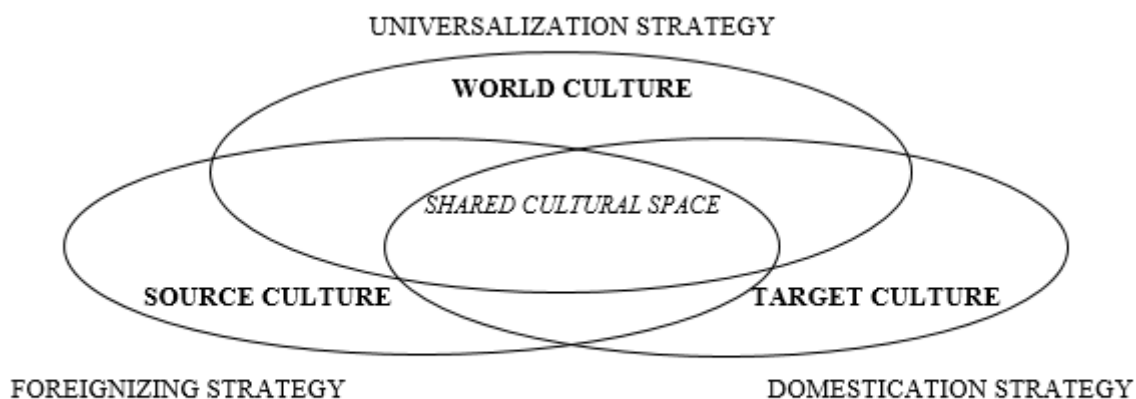 UNIVERSALIZATION STRATEGY
WORLD CULTURE
SHARED CULTURAL SPACE
SOURCE CULTURE
TARGET CULTURE
FOREIGNIZING STRATEGY
DOMESTICATION STRATEGY